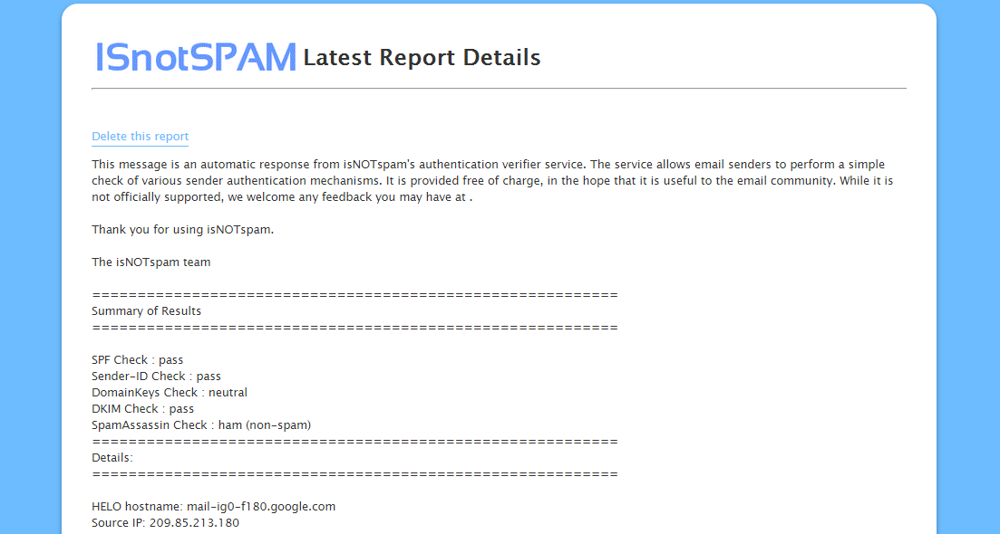 ISnotSPAM Latest Report Details
Delete this report
This message is an automatic response from isNOTspam's authentication verifier service. The service allows email senders to perform a simple
check of various sender authentication mechanisms. It is provided free of charge, in the hope that it is useful to the email community. While it is
not officially supported, we welcome any feedback you may have at .
Thank you for using isNOTspam.
The isNOTspam team
==========================================================
Summary of Results
==========================================================
SPF Check : pass
Sender-ID Check : pass
DomainKeys Check : neutral
DKIM Check : pass
SpamAssassin Check : ham (non-spam)
==========================================================
Details:
==========================================================
HELO hostname: mail-ig0-f180.google.com
Source IP: 209.85.213.180